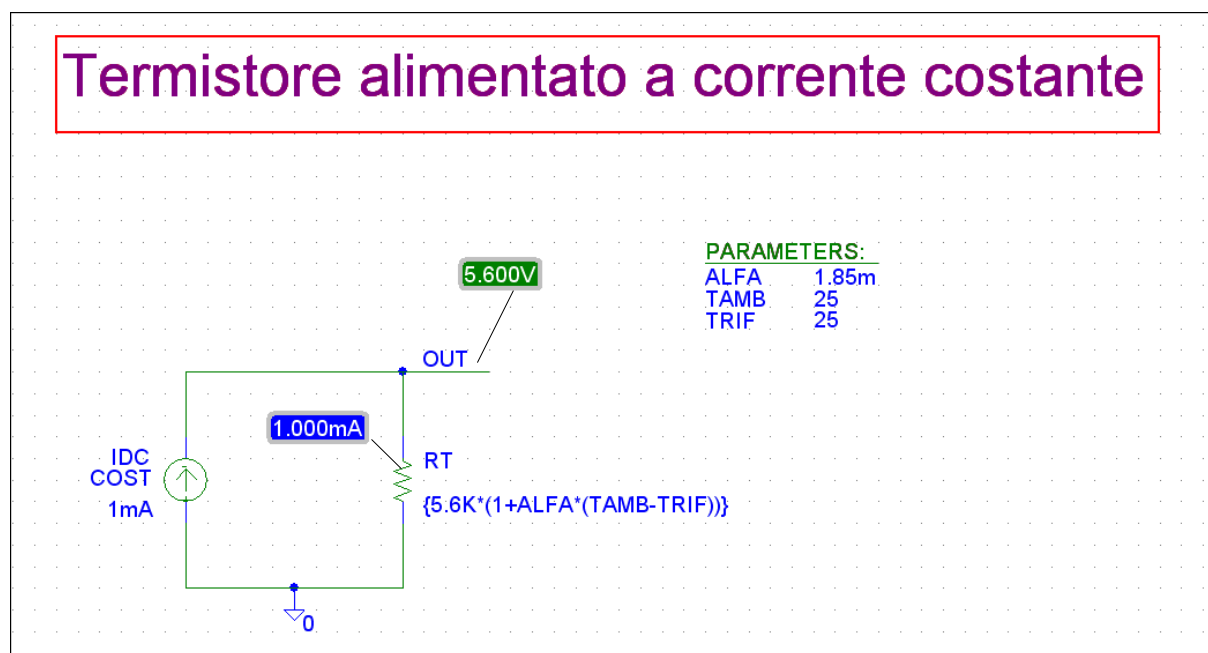 Termistore alimentato a corrente costante
PARAMETERS:
ALFA 1.85m
TAMB 25
TRIF 25
5.600V
OUT
1.000mA
IDC
COST
1mA
RT
{5.6K*(1+ALFA*(TAMB-TRIF))}
0